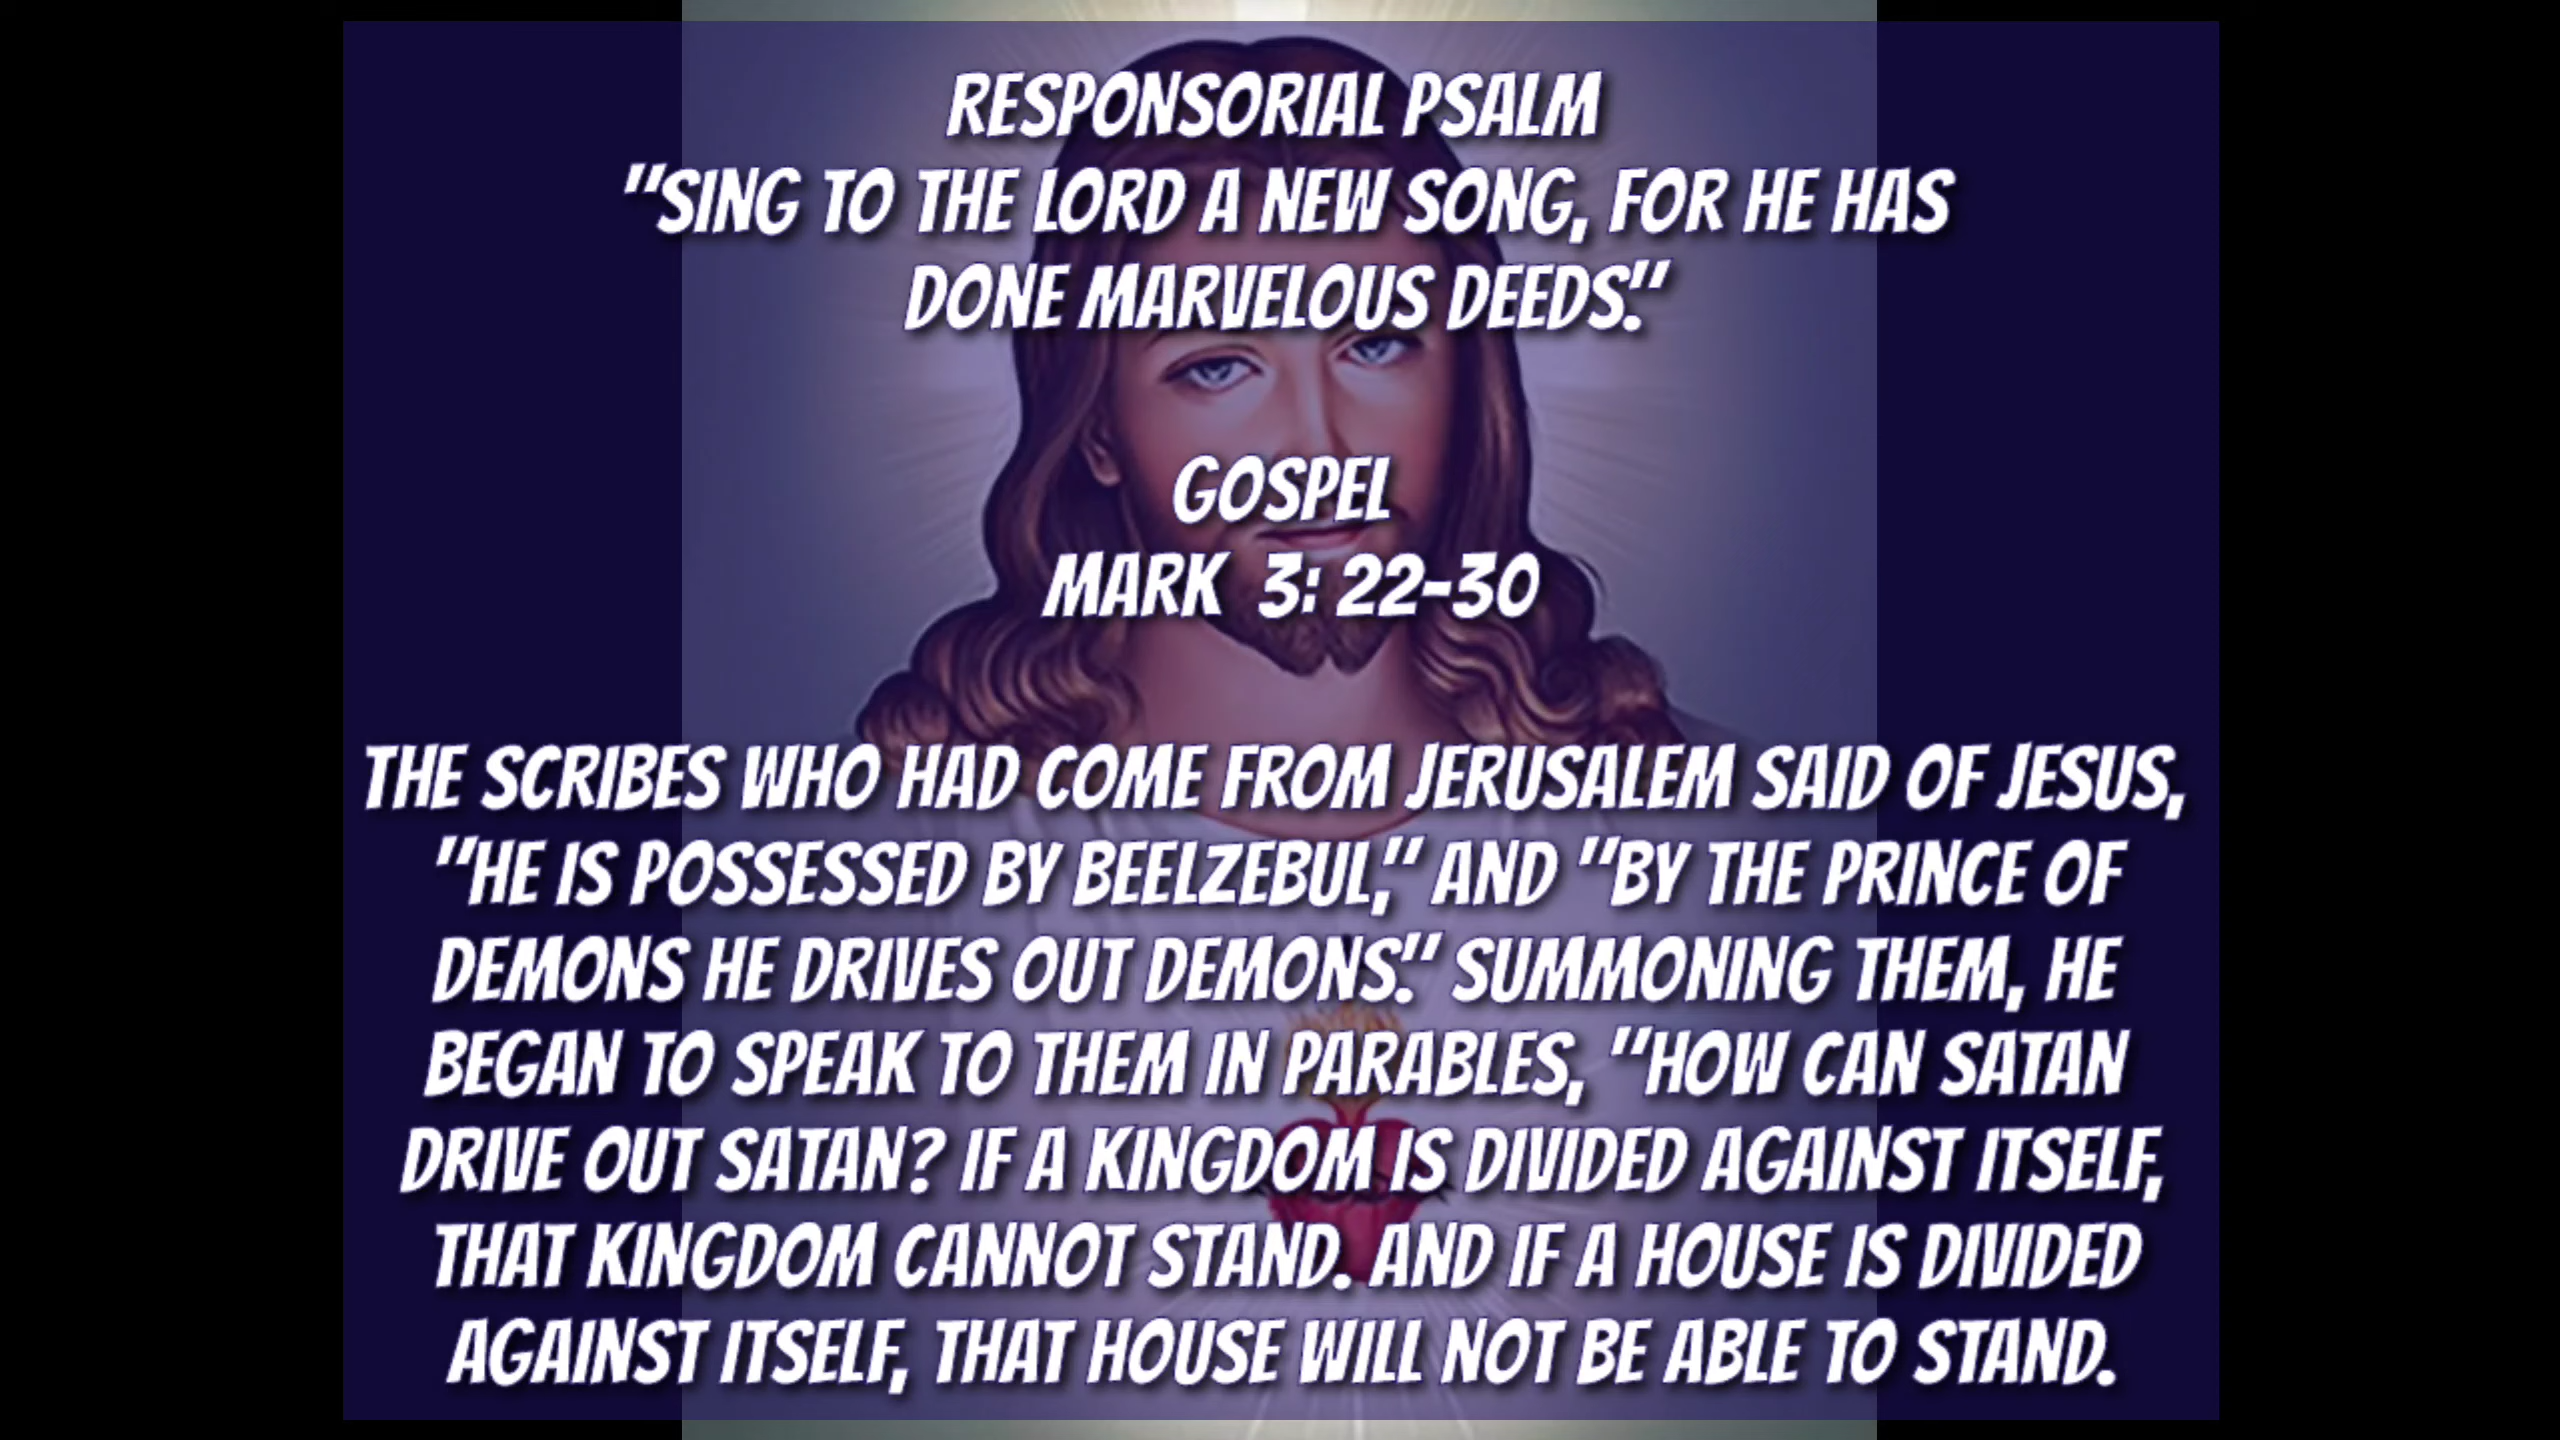 RESPONSORIAL PSALM
"SING TO THE LORD A NEW SONG, FOR HE HAS
DONE MARVELOUS DEEDS."
GOSPEL
MARK 3: 22-30
THE SCRIBES WHO HAD COME FROM JERUSALEM SAID OF JESUS,
"HE IS POSSESSED BY BEELZEBUL," AND "BY THE PRINCE OF
DEMONS HE DRIVES OUT DEMONS." SUMMONING THEM, HE
BEGAN TO SPEAK TO THEM IN PARABLES, "HOW CAN SATAN
DRIVE OUT SATAN? IF A KINGDOM IS DIVIDED AGAINST ITSELF,
THAT KINGDOM CANNOT STAND. AND IF A HOUSE IS DIVIDED
AGAINST ITSELF, THAT HOUSE WILL NOT BE ABLE TO STAND.